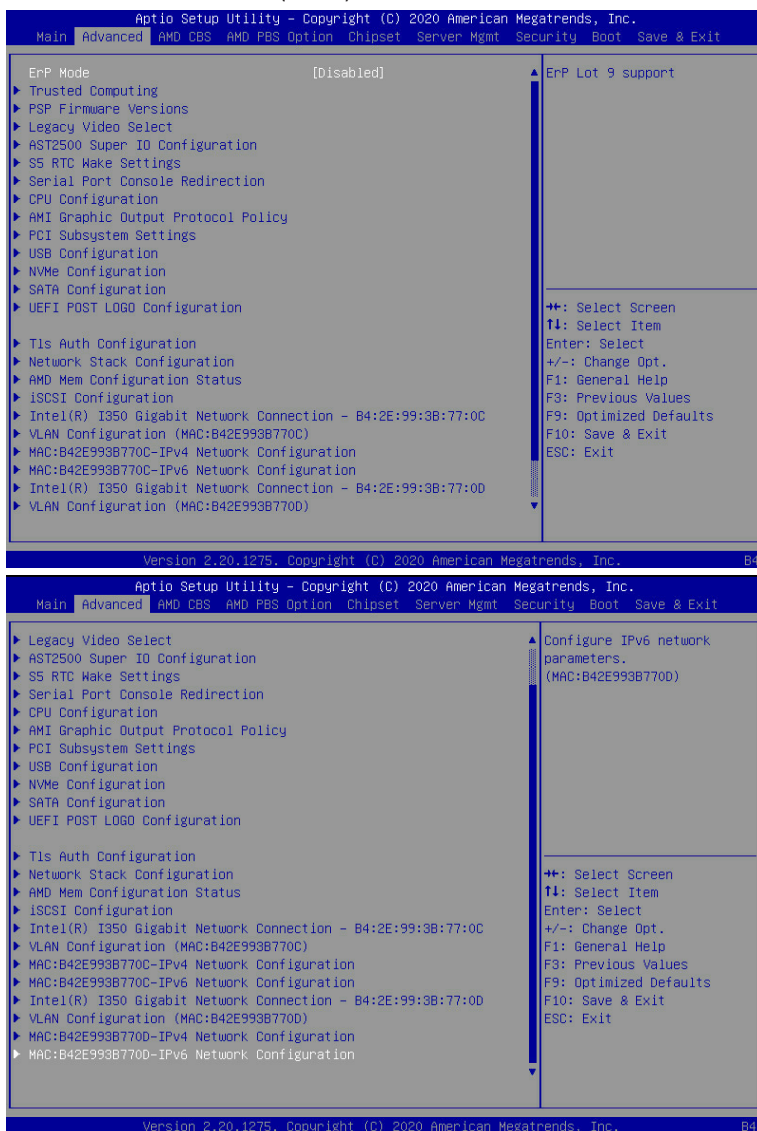 Aptio Setup Utility – Copyright (C) 2020 American Megatrends, Inc.
Main Advanced AMD CBS AMD PBS Option Chipset Server Mgmt Security Boot Save & Exit
ErP Mode [Disabled]
Trusted Computing
PSP Firmware Versions
Legacy Video Select
AST2500 Super IO Configuration
S5 RTC Wake Settings
Serial Port Console Redirection
CPU Configuration
AMI Graphic Output Protocol Policy
PCI Subsystem Settings
USB Configuration
NVMe Configuration
SATA Configuration
UEFI POST LOGO Configuration
Tls Auth Configuration
Network Stack Configuration
AMD Mem Configuration Status
iSCSI Configuration
Intel(R) I350 Gigabit Network Connection – B4:2E:99:3B:77:0C
VLAN Configuration (MAC:B42E993B770C)
MAC:B42E993B770C-IPv4 Network Configuration
MAC:B42E993B770C-IPv6 Network Configuration
Intel(R) I350 Gigabit Network Connection – B4:2E:99:3B:77:0D
VLAN Configuration (MAC:B42E993B770D)
ErP Lot 9 support
→←: Select Screen
↑↓: Select Item
Enter: Select
+/-: Change Opt.
F1: General Help
F3: Previous Values
F9: Optimized Defaults
F10: Save & Exit
ESC: Exit
Version 2.20.1275. Copyright (C) 2020 American Megatrends, Inc.
B4
Aptio Setup Utility – Copyright (C) 2020 American Megatrends, Inc.
Main Advanced AMD CBS AMD PBS Option Chipset Server Mgmt Security Boot Save & Exit
Legacy Video Select
AST2500 Super IO Configuration
S5 RTC Wake Settings
Serial Port Console Redirection
CPU Configuration
AMI Graphic Output Protocol Policy
PCI Subsystem Settings
USB Configuration
NVMe Configuration
SATA Configuration
UEFI POST LOGO Configuration
Tls Auth Configuration
Network Stack Configuration
AMD Mem Configuration Status
iSCSI Configuration
Intel(R) I350 Gigabit Network Connection – B4:2E:99:3B:77:0C
VLAN Configuration (MAC:B42E993B770C)
MAC:B42E993B770C-IPv4 Network Configuration
MAC:B42E993B770C-IPv6 Network Configuration
Intel(R) I350 Gigabit Network Connection – B4:2E:99:3B:77:0D
VLAN Configuration (MAC:B42E993B770D)
MAC:B42E993B770D-IPv4 Network Configuration
MAC:B42E993B770D-IPv6 Network Configuration
Configure IPv6 network
parameters.
(MAC:B42E993B770D)
→←: Select Screen
↑↓: Select Item
Enter: Select
+/-: Change Opt.
F1: General Help
F3: Previous Values
F9: Optimized Defaults
F10: Save & Exit
ESC: Exit
Version 2.20.1275. Copyright (C) 2020 American Megatrends, Inc.
B4